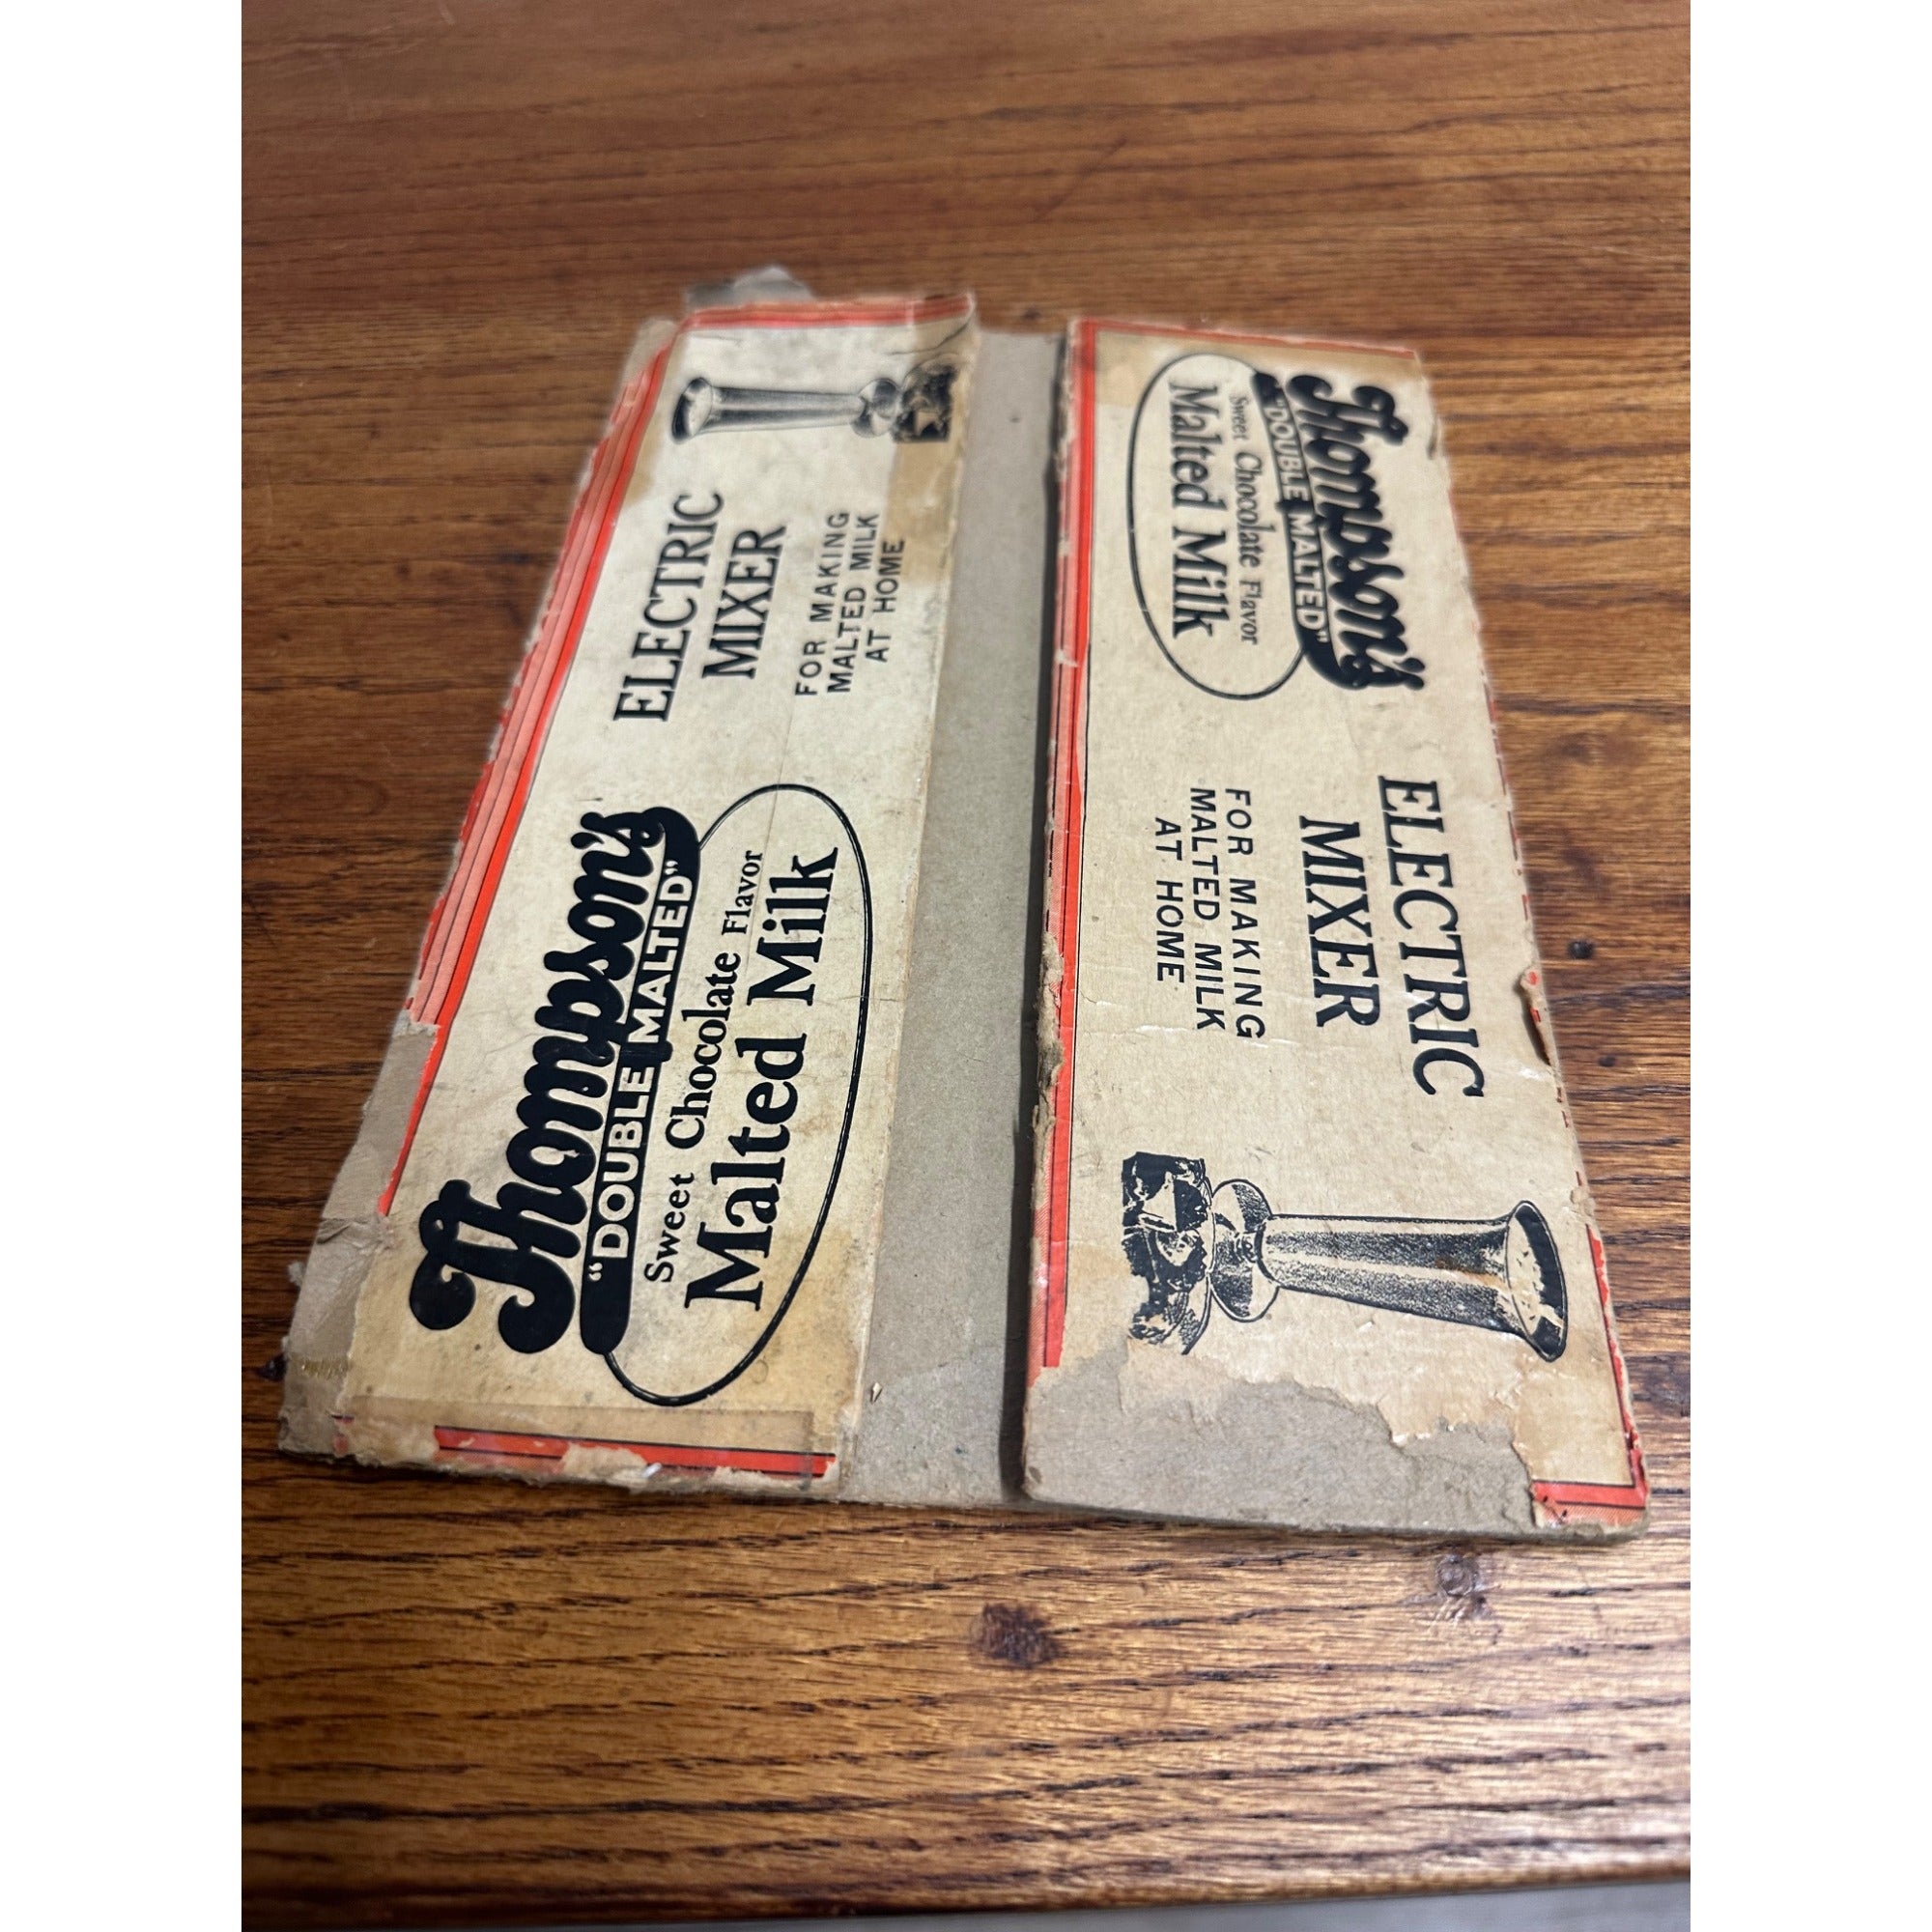 Thompson's
"DOUBLE MALTED"
Sweet Chocolate Flavor
Malted Milk
ELECTRIC
MIXER
FOR MAKING
MALTED MILK
AT HOME
Thompson's
"DOUBLE MALTED"
Sweet Chocolate Flavor
Malted Milk
ELECTRIC
MIXER
FOR MAKING
MALTED MILK
AT HOME